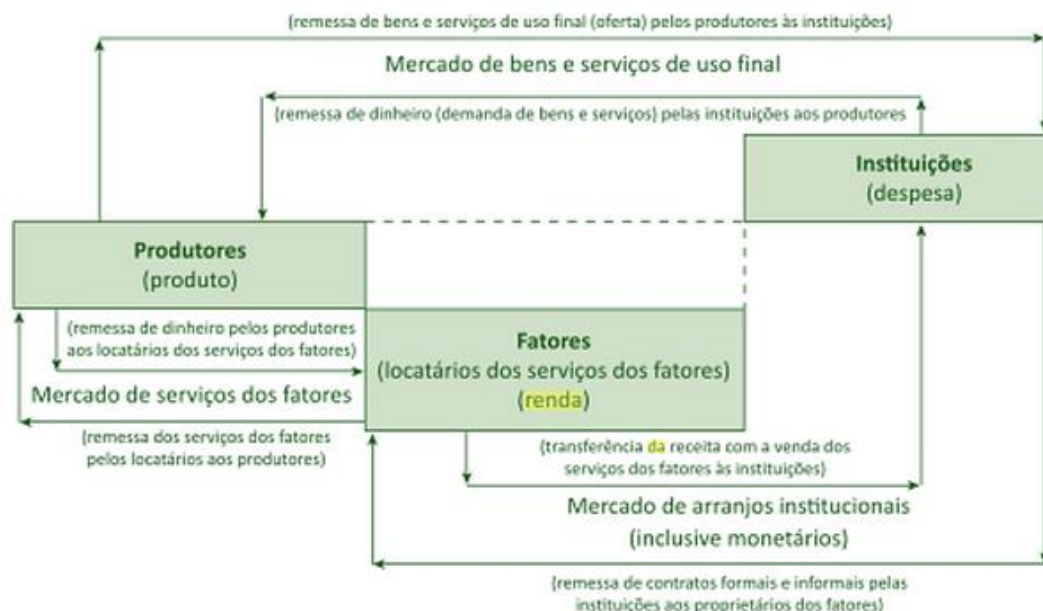 (remessa de bens e serviços de uso final (oferta) pelos produtores às instituições)
Mercado de bens e serviços de uso final
(remessa de dinheiro (demanda de bens e serviços) pelas instituições aos produtores
Instituições
(despesa)
Produtores
(produto)
(remessa de dinheiro pelos produtores
aos locatários dos serviços dos fatores)
Mercado de serviços dos fatores
(remessa dos serviços dos fatores
pelos locatários aos produtores)
Fatores
(locatários dos serviços dos fatores)
(renda)
(transferência da receita com a venda dos
serviços dos fatores às instituições)
Mercado de arranjos institucionais
(inclusive monetários)
(remessa de contratos formais e informais pelas
instituições aos proprietários dos fatores)